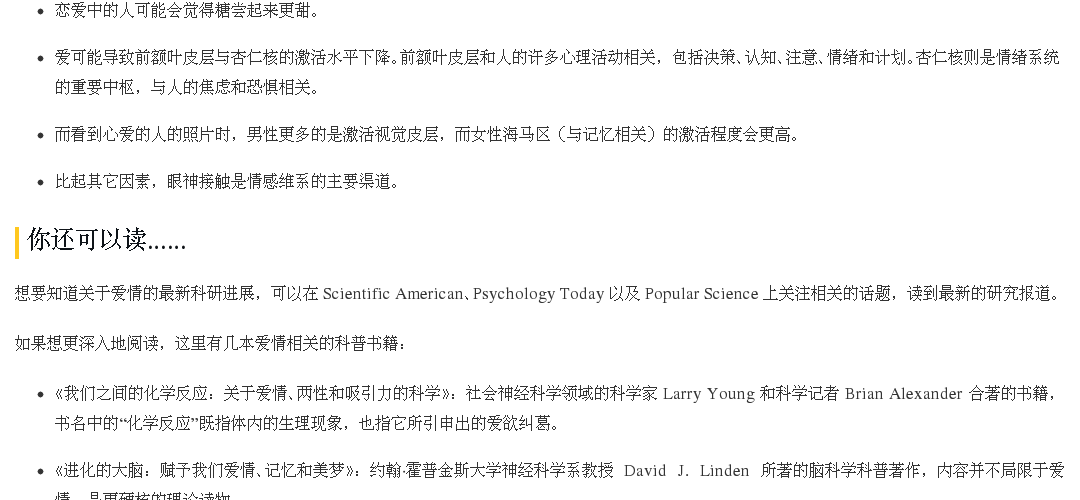 恋爱中的人可能会觉得糖尝起来更甜。
爱可能导致前额叶皮层与杏仁核的激活水平下降。前额叶皮层和人的许多心理活动相关，包括决策、认知、注意、情绪和计划。杏仁核则是情绪系统
的重要中枢，与人的焦虑和恐惧相关。
而看到心爱的人的照片时，男性更多的是激活视觉皮层，而女性海马区（与记忆相关）的激活程度会更高。
比起其它因素，眼神接触是情感维系的主要渠道。
你还可以读……
想要知道关于爱情的最新科研进展，可以在 Scientific American、Psychology Today 以及 Popular Science 上关注相关的话题，读到最新的研究报道。
如果想更深入地阅读，这里有几本爱情相关的科普书籍：
《我们之间的化学反应：关于爱情、两性和吸引力的科学》：社会神经科学领域的科学家 Larry Young 和科学记者 Brian Alexander 合著的书籍，
书名中的“化学反应”既指体内的生理现象，也指它所引申出的爱欲纠葛。
《进化的大脑：赋予我们爱情、记忆和美梦》：约翰·霍普金斯大学神经科学系教授 David J. Linden 所著的脑科学科普著作，内容并不局限于爱
情，是更硬核的理论读物